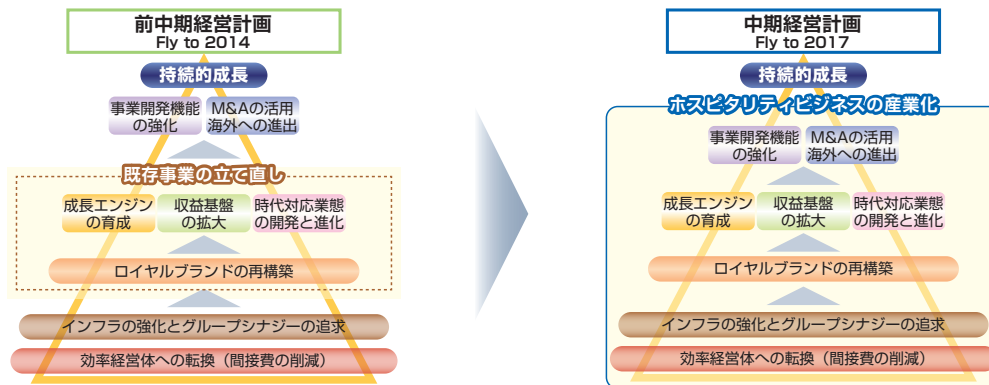 前中期経営計画
Fly to 2014
持続的成長
事業開発機能
の強化
M&Aの活用
海外への進出
既存事業の立て直し
成長エンジン
の育成
収益基盤
の拡大
時代対応業態
の開発と進化
ロイヤルブランドの再構築
インフラの強化とグループシナジーの追求
効率経営体への転換（間接費の削減）
中期経営計画
Fly to 2017
持続的成長
ホスピタリティビジネスの産業化
事業開発機能
の強化
M&Aの活用
海外への進出
成長エンジン
の育成
収益基盤
の拡大
時代対応業態
の開発と進化
ロイヤルブランドの再構築
インフラの強化とグループシナジーの追求
効率経営体への転換（間接費の削減）